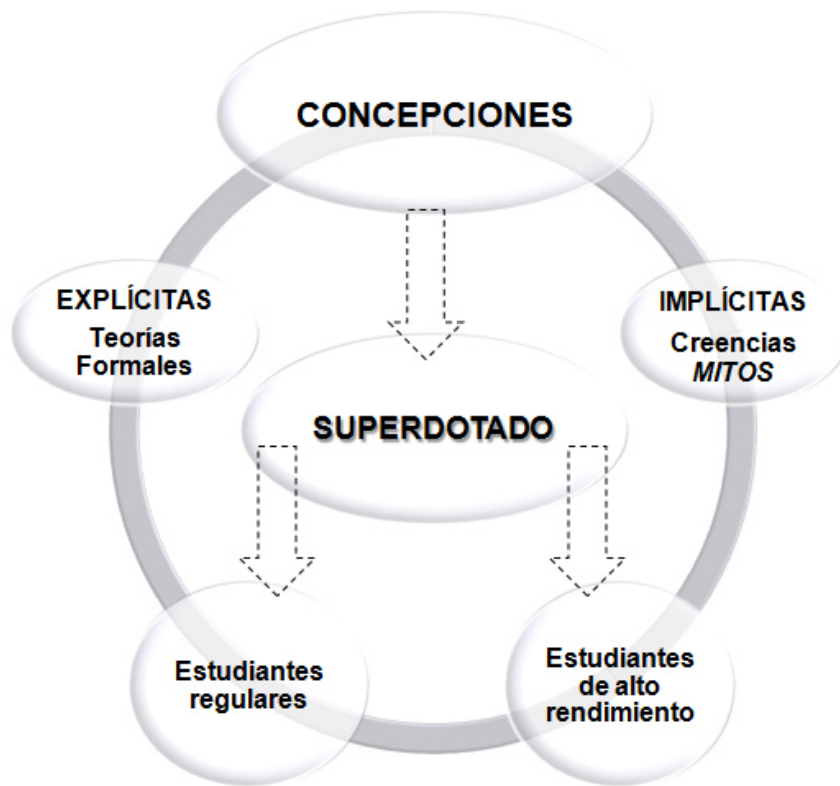 CONCEPCIONES
EXPLÍCITAS
Teorías
Formales
IMPLÍCITAS
Creencias
MITOS
SUPERDOTADO
Estudiantes
regulares
Estudiantes
de alto
rendimiento